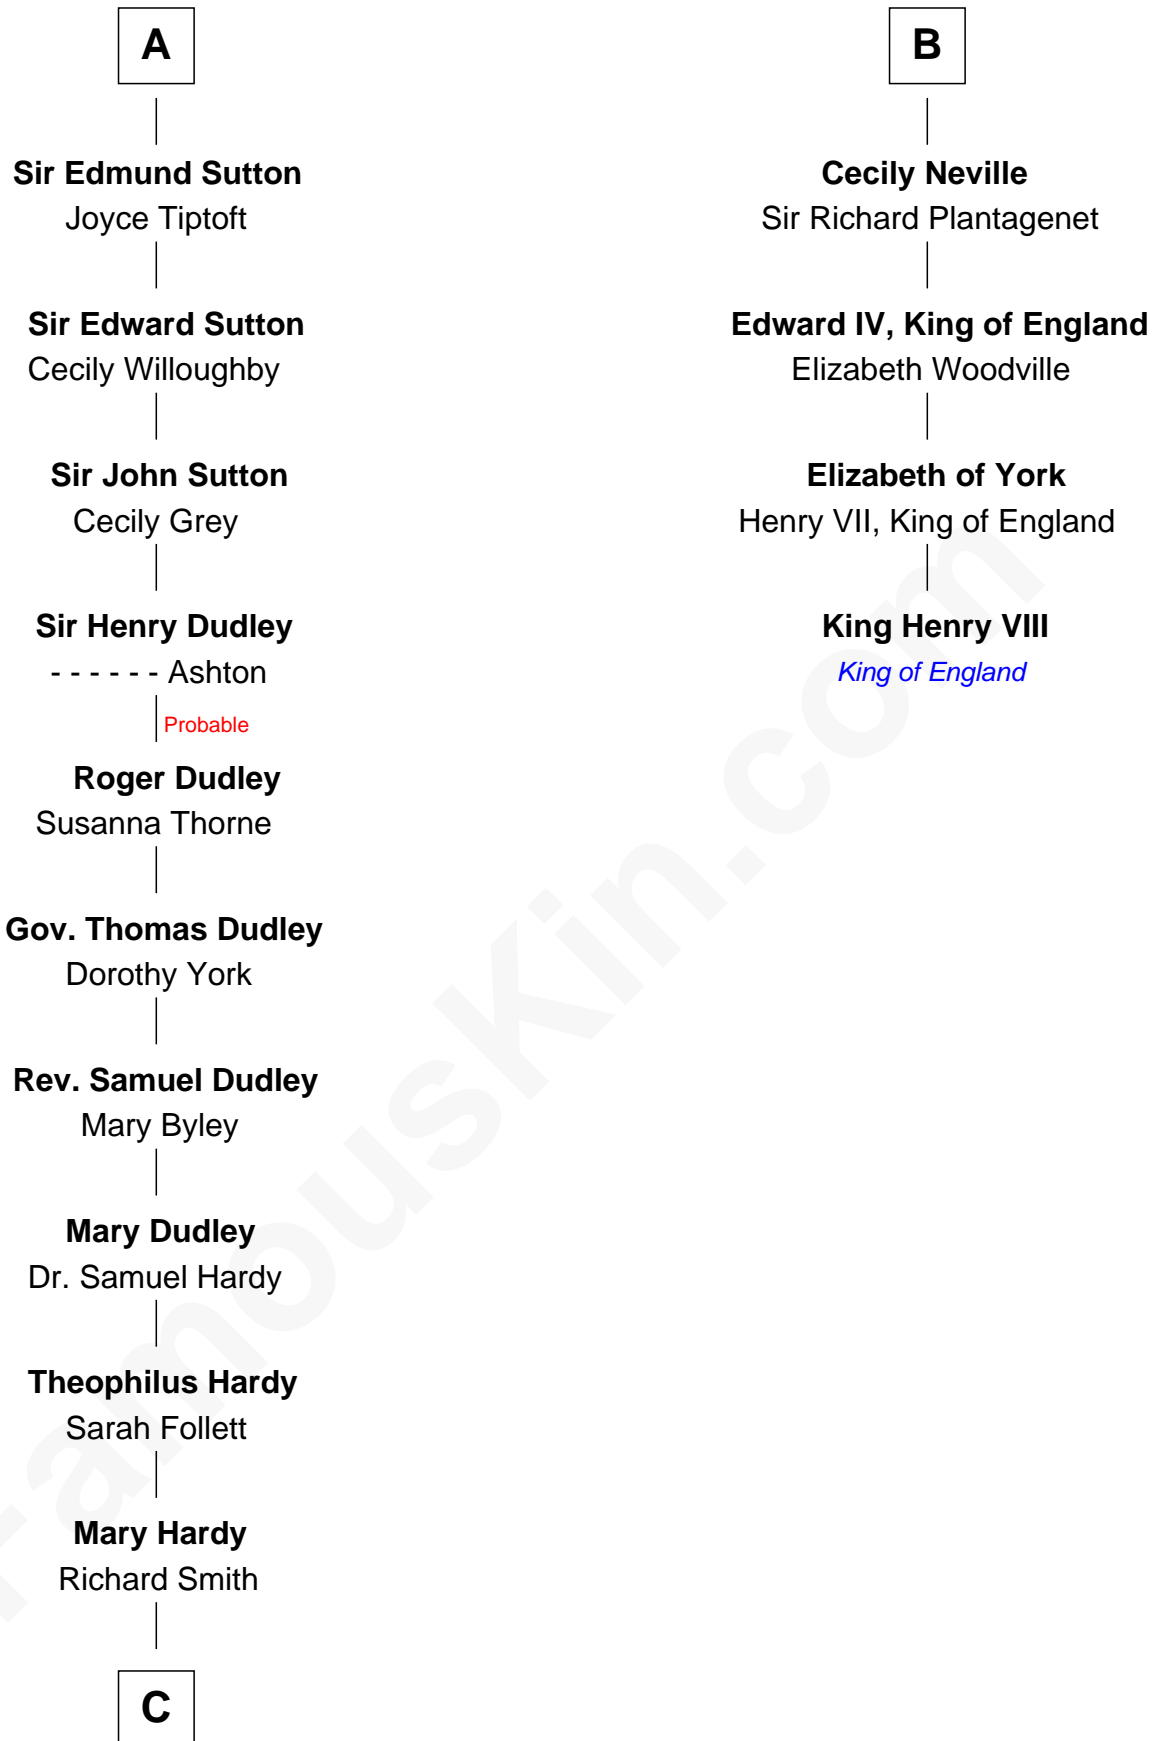 A
Sir Edmund Sutton
Joyce Tiptoft
Sir Edward Sutton
Cecily Willoughby
Sir John Sutton
Cecily Grey
Sir Henry Dudley
- - - - - - Ashton
Probable
Roger Dudley
Susanna Thorne
Gov. Thomas Dudley
Dorothy York
Rev. Samuel Dudley
Mary Byley
Mary Dudley
Dr. Samuel Hardy
Theophilus Hardy
Sarah Follett
Mary Hardy
Richard Smith
C
B
Cecily Neville
Sir Richard Plantagenet
Edward IV, King of England
Elizabeth Woodville
Elizabeth of York
Henry VII, King of England
King Henry VIII
King of England
FamousKin.com